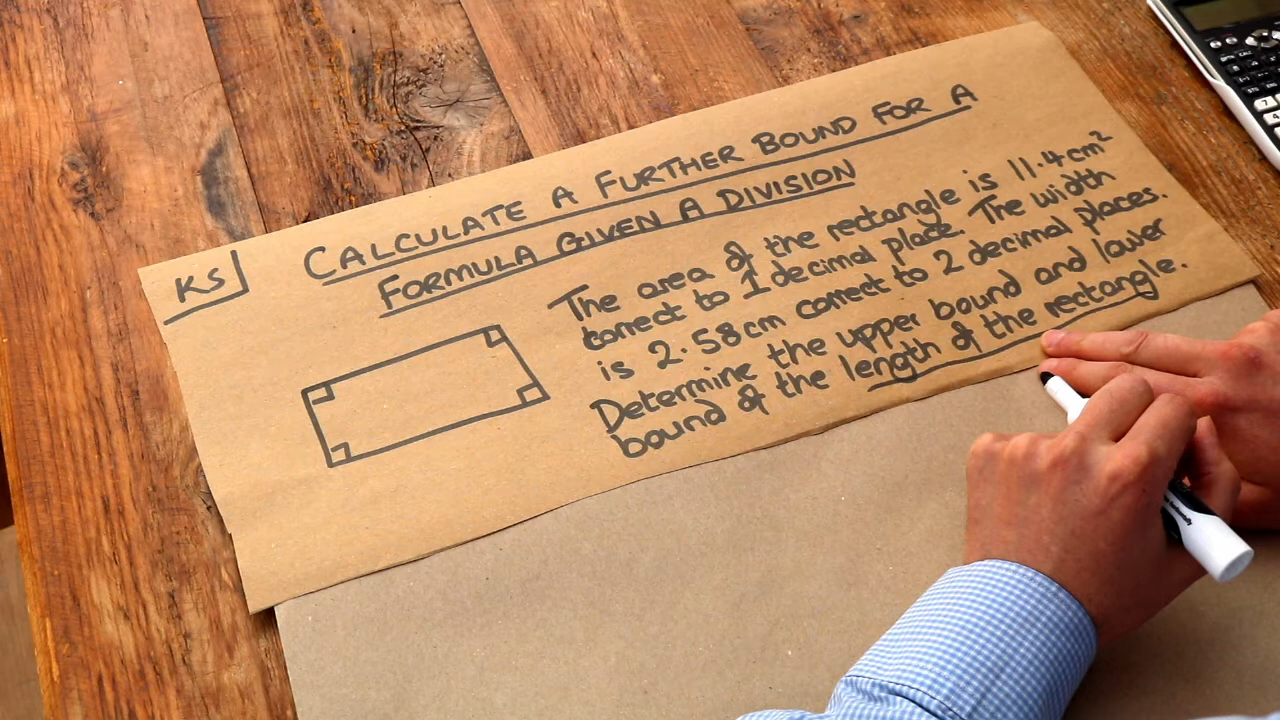 KS
CALCULATE A FURTHER BOUND FOR A
FORMULA GIVEN A DIVISION
The area of the rectangle is 11.4cm²
correct to 1 decimal place. The width
is 2.58cm correct to 2 decimal places.
Determine the upper bound and lower
bound of the length of the rectangle.